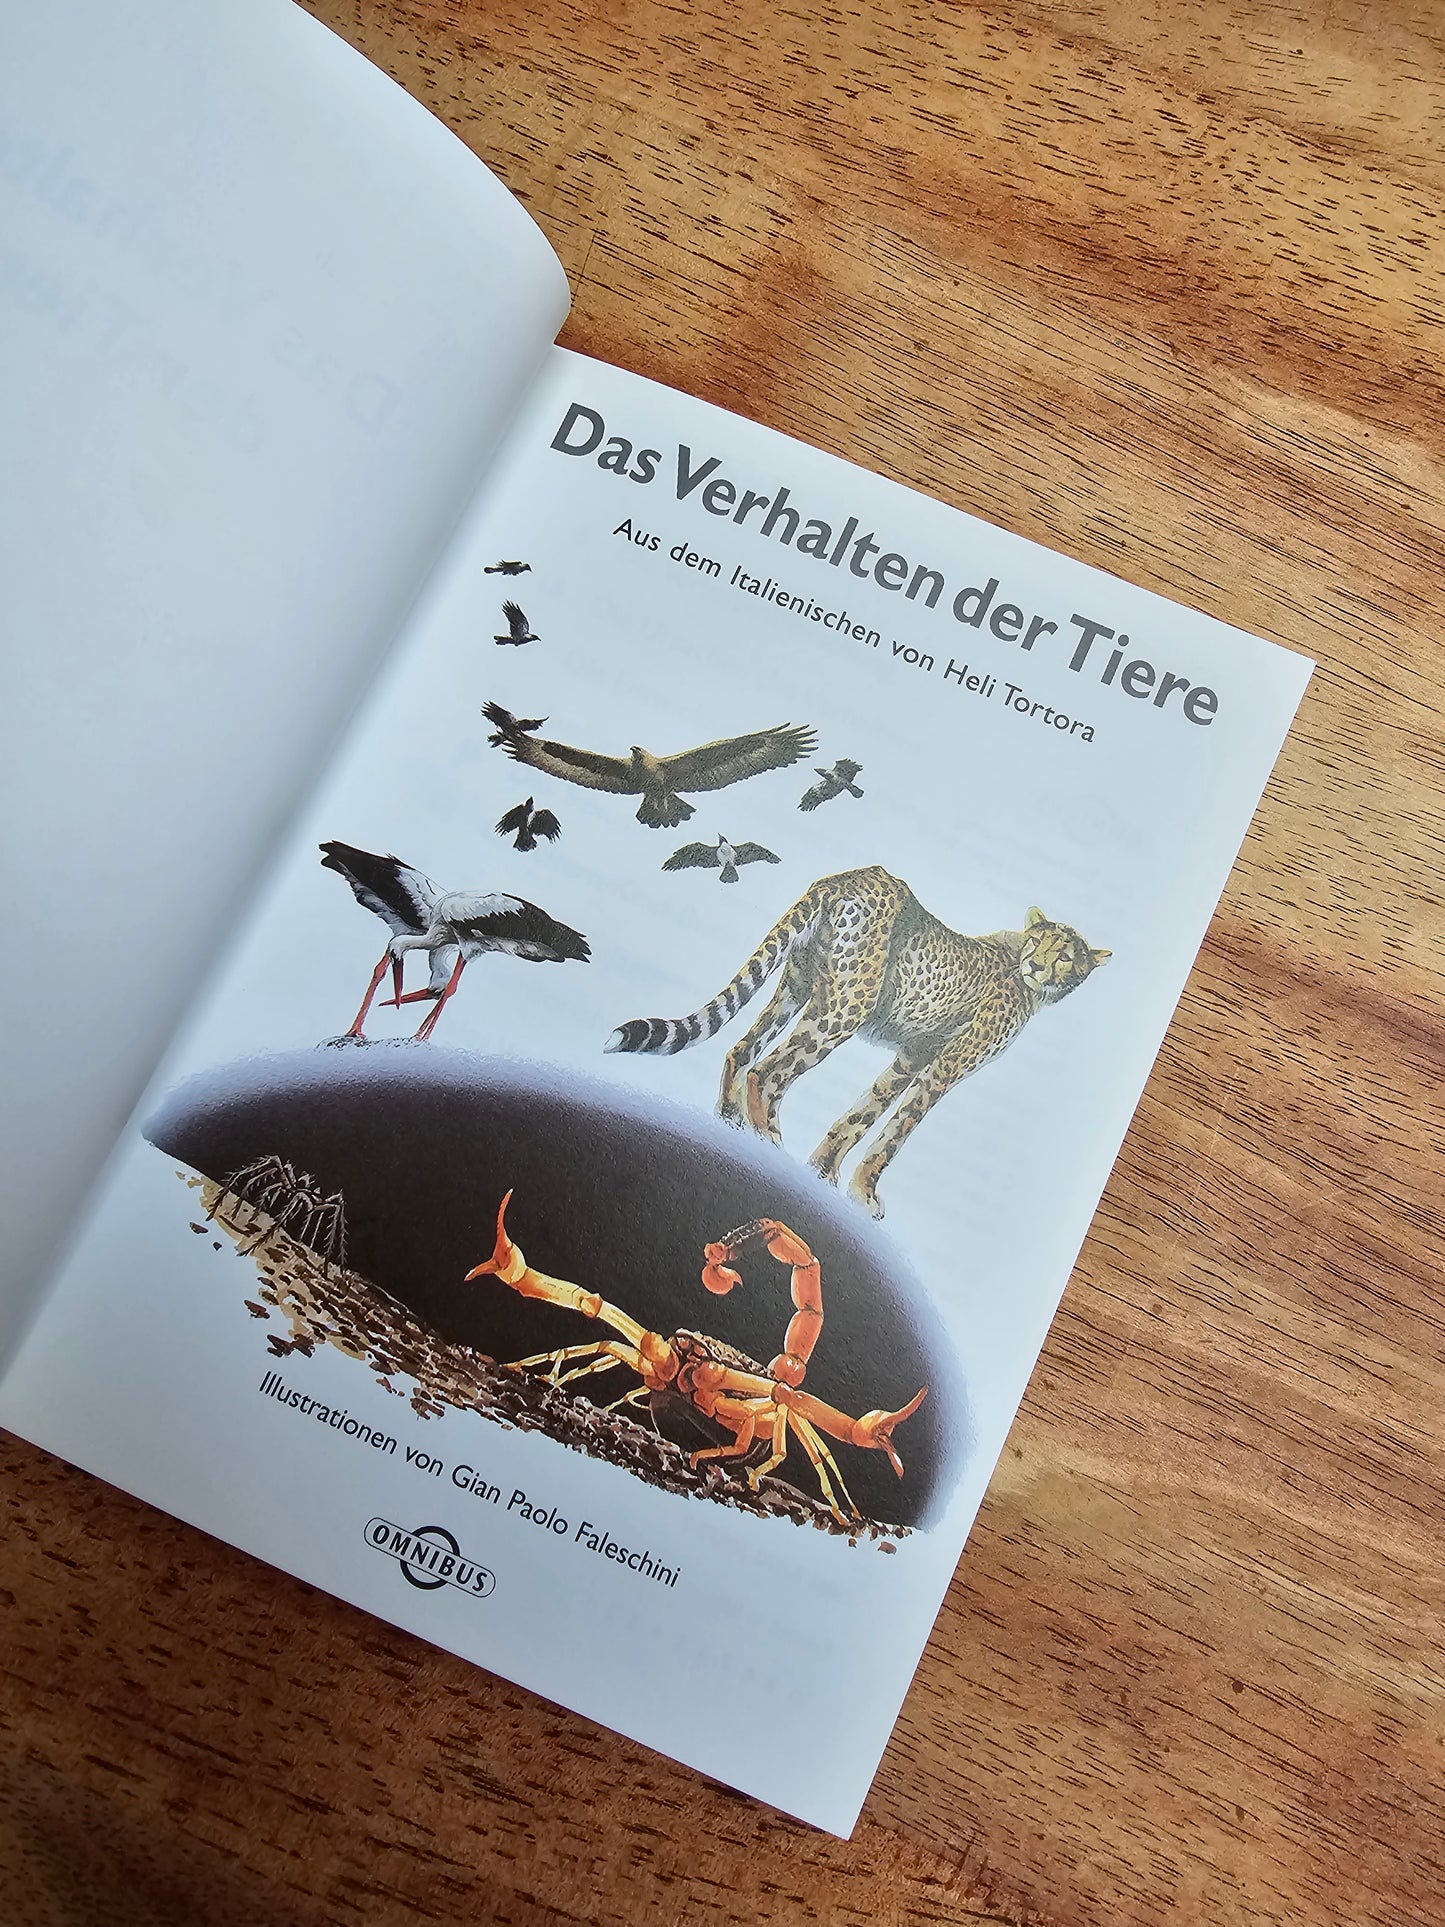 Das Verhalten der Tiere
Aus dem Italienischen von Heli Tortora
Illustrationen von Gian Paolo Faleschini
OMNIBUS